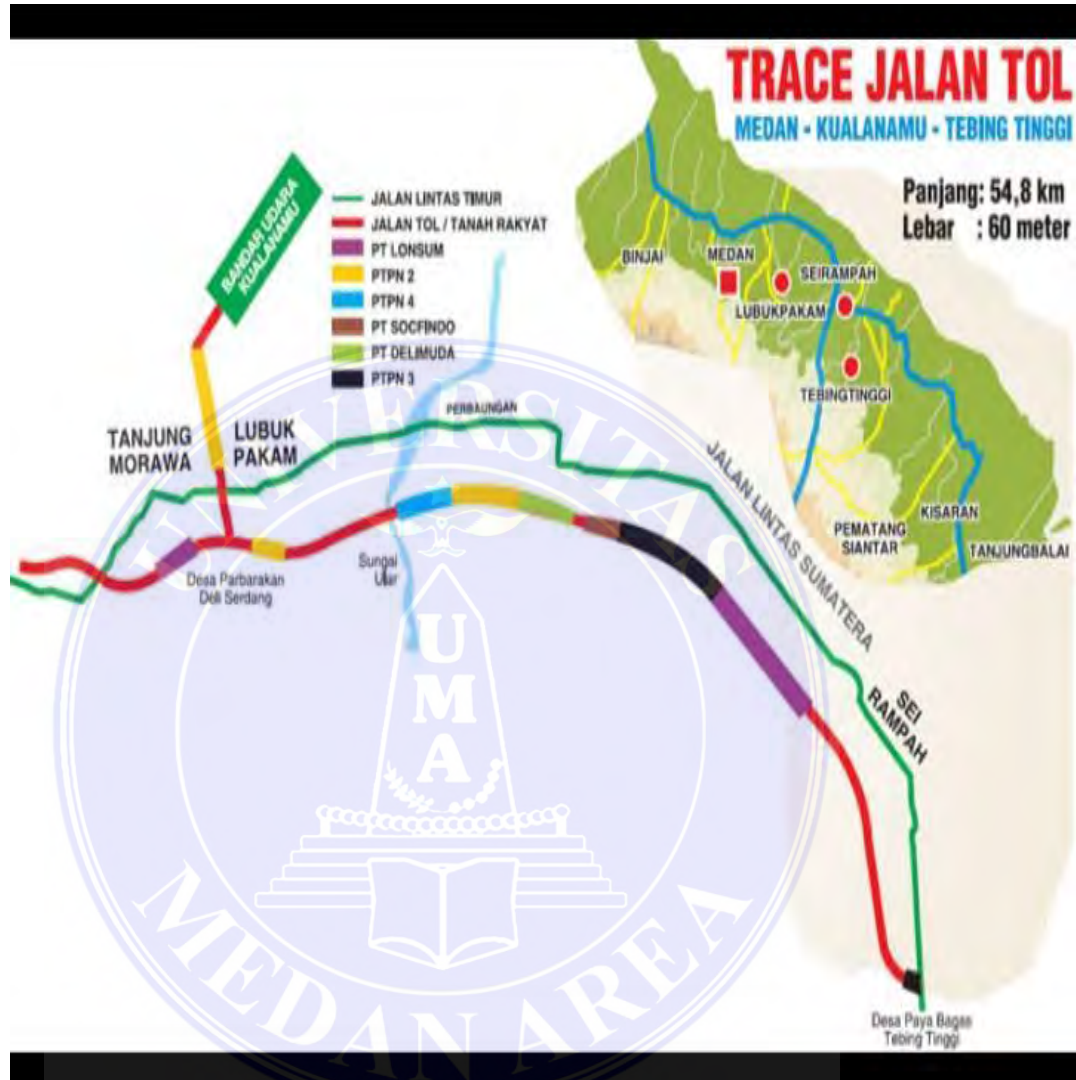 TRACE JALAN TOL
MEDAN - KUALANAMU - TEBING TINGGI
Panjang: 54,8 km
Lebar : 60 meter
BANDAR UDARA
KUALANAMU
JALAN LINTAS TIMUR
JALAN TOL / TANAH RAKYAT
PT LONSUM
PTPN 2
PTPN 4
PT SOCFINDO
PT DELIMUDA
PTPN 3
BINJAI
MEDAN
SEIRAMPAH
LUBUKPAKAM
TEBINGTINGGI
KISARAN
PEMATANG
SIANTAR
TANJUNGBALAI
TANJUNG
MORAWA
LUBUK
PAKAM
PERBAUNGAN
JALAN LINTAS SUMATERA
Desa Parbarakan
Deli Serdang
Sungai
Ular
SEI
RAMPAH
Desa Paya Bagas
Tebing Tinggi
UNIVERSITAS
UMA
MEDAN AREA